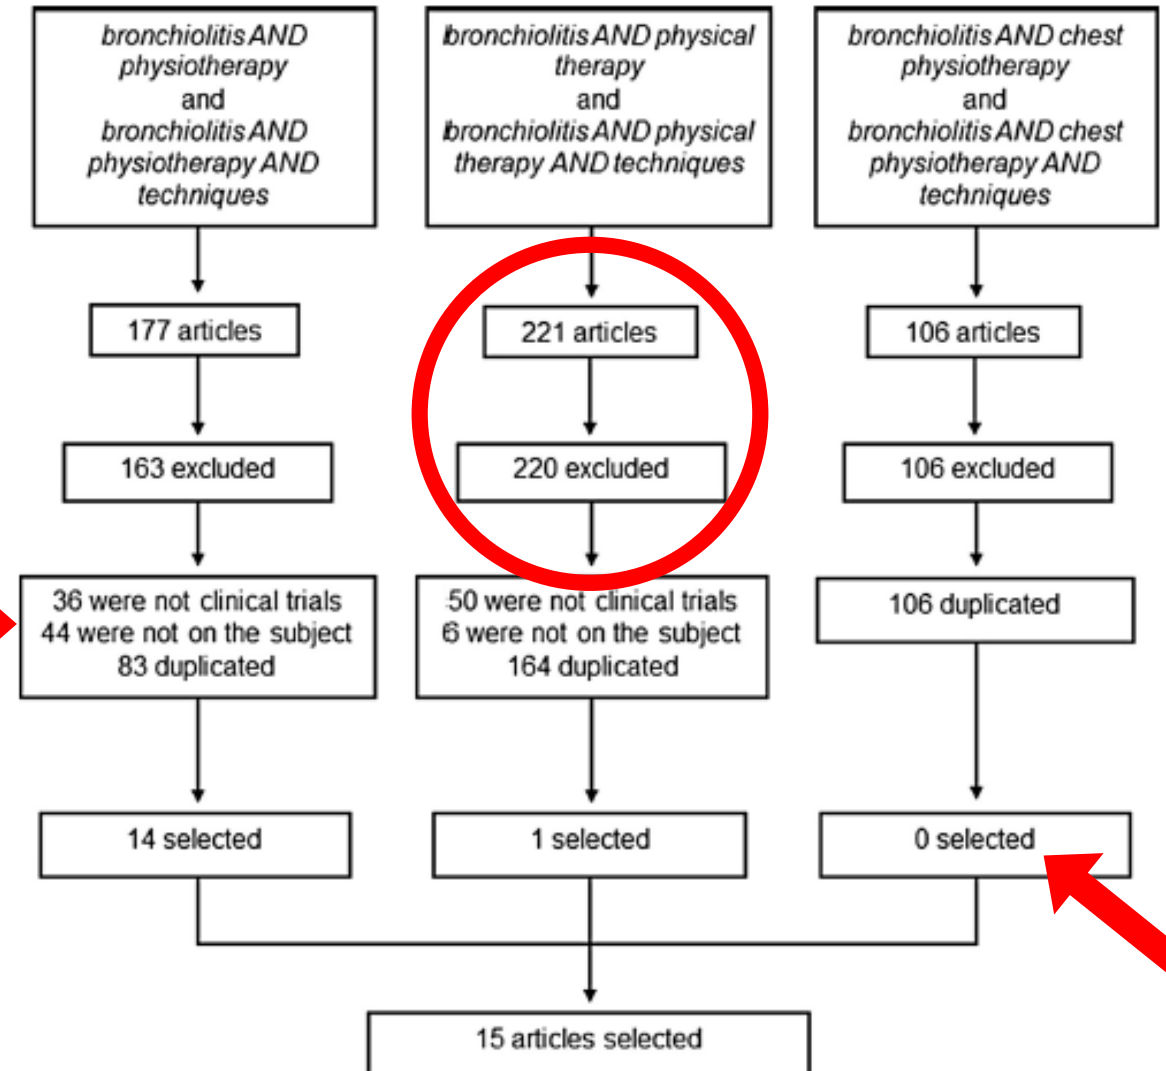 bronchiolitis AND
physiotherapy
and
bronchiolitis AND
physiotherapy AND
techniques
bronchiolitis AND physical
therapy
and
bronchiolitis AND physical
therapy AND techniques
bronchiolitis AND chest
physiotherapy
and
bronchiolitis AND chest
physiotherapy AND
techniques
177 articles
221 articles
106 articles
163 excluded
220 excluded
106 excluded
36 were not clinical trials
44 were not on the subject
83 duplicated
50 were not clinical trials
6 were not on the subject
164 duplicated
106 duplicated
14 selected
1 selected
0 selected
15 articles selected